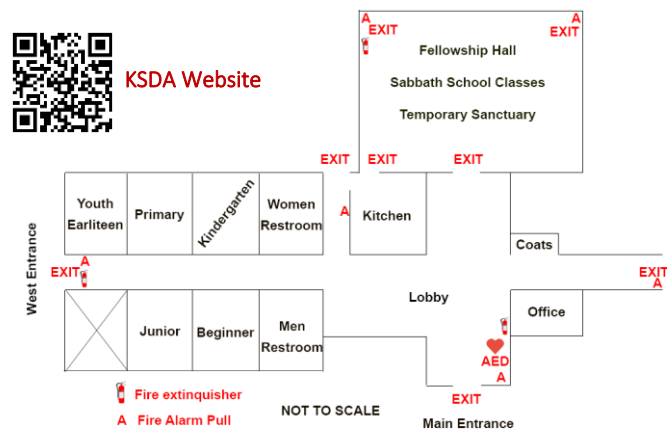 KSDA Website
A
EXIT
A
EXIT
Fellowship Hall
Sabbath School Classes
Temporary Sanctuary
EXIT
EXIT
EXIT
Youth
Earliteen
Primary
Kindergarten
Women
Restroom
A
Kitchen
Coats
West Entrance
A
EXIT
EXIT
A
Lobby
Junior
Beginner
Men
Restroom
Office
AED
A
EXIT
Main Entrance
Fire extinquisher
A Fire Alarm Pull
NOT TO SCALE